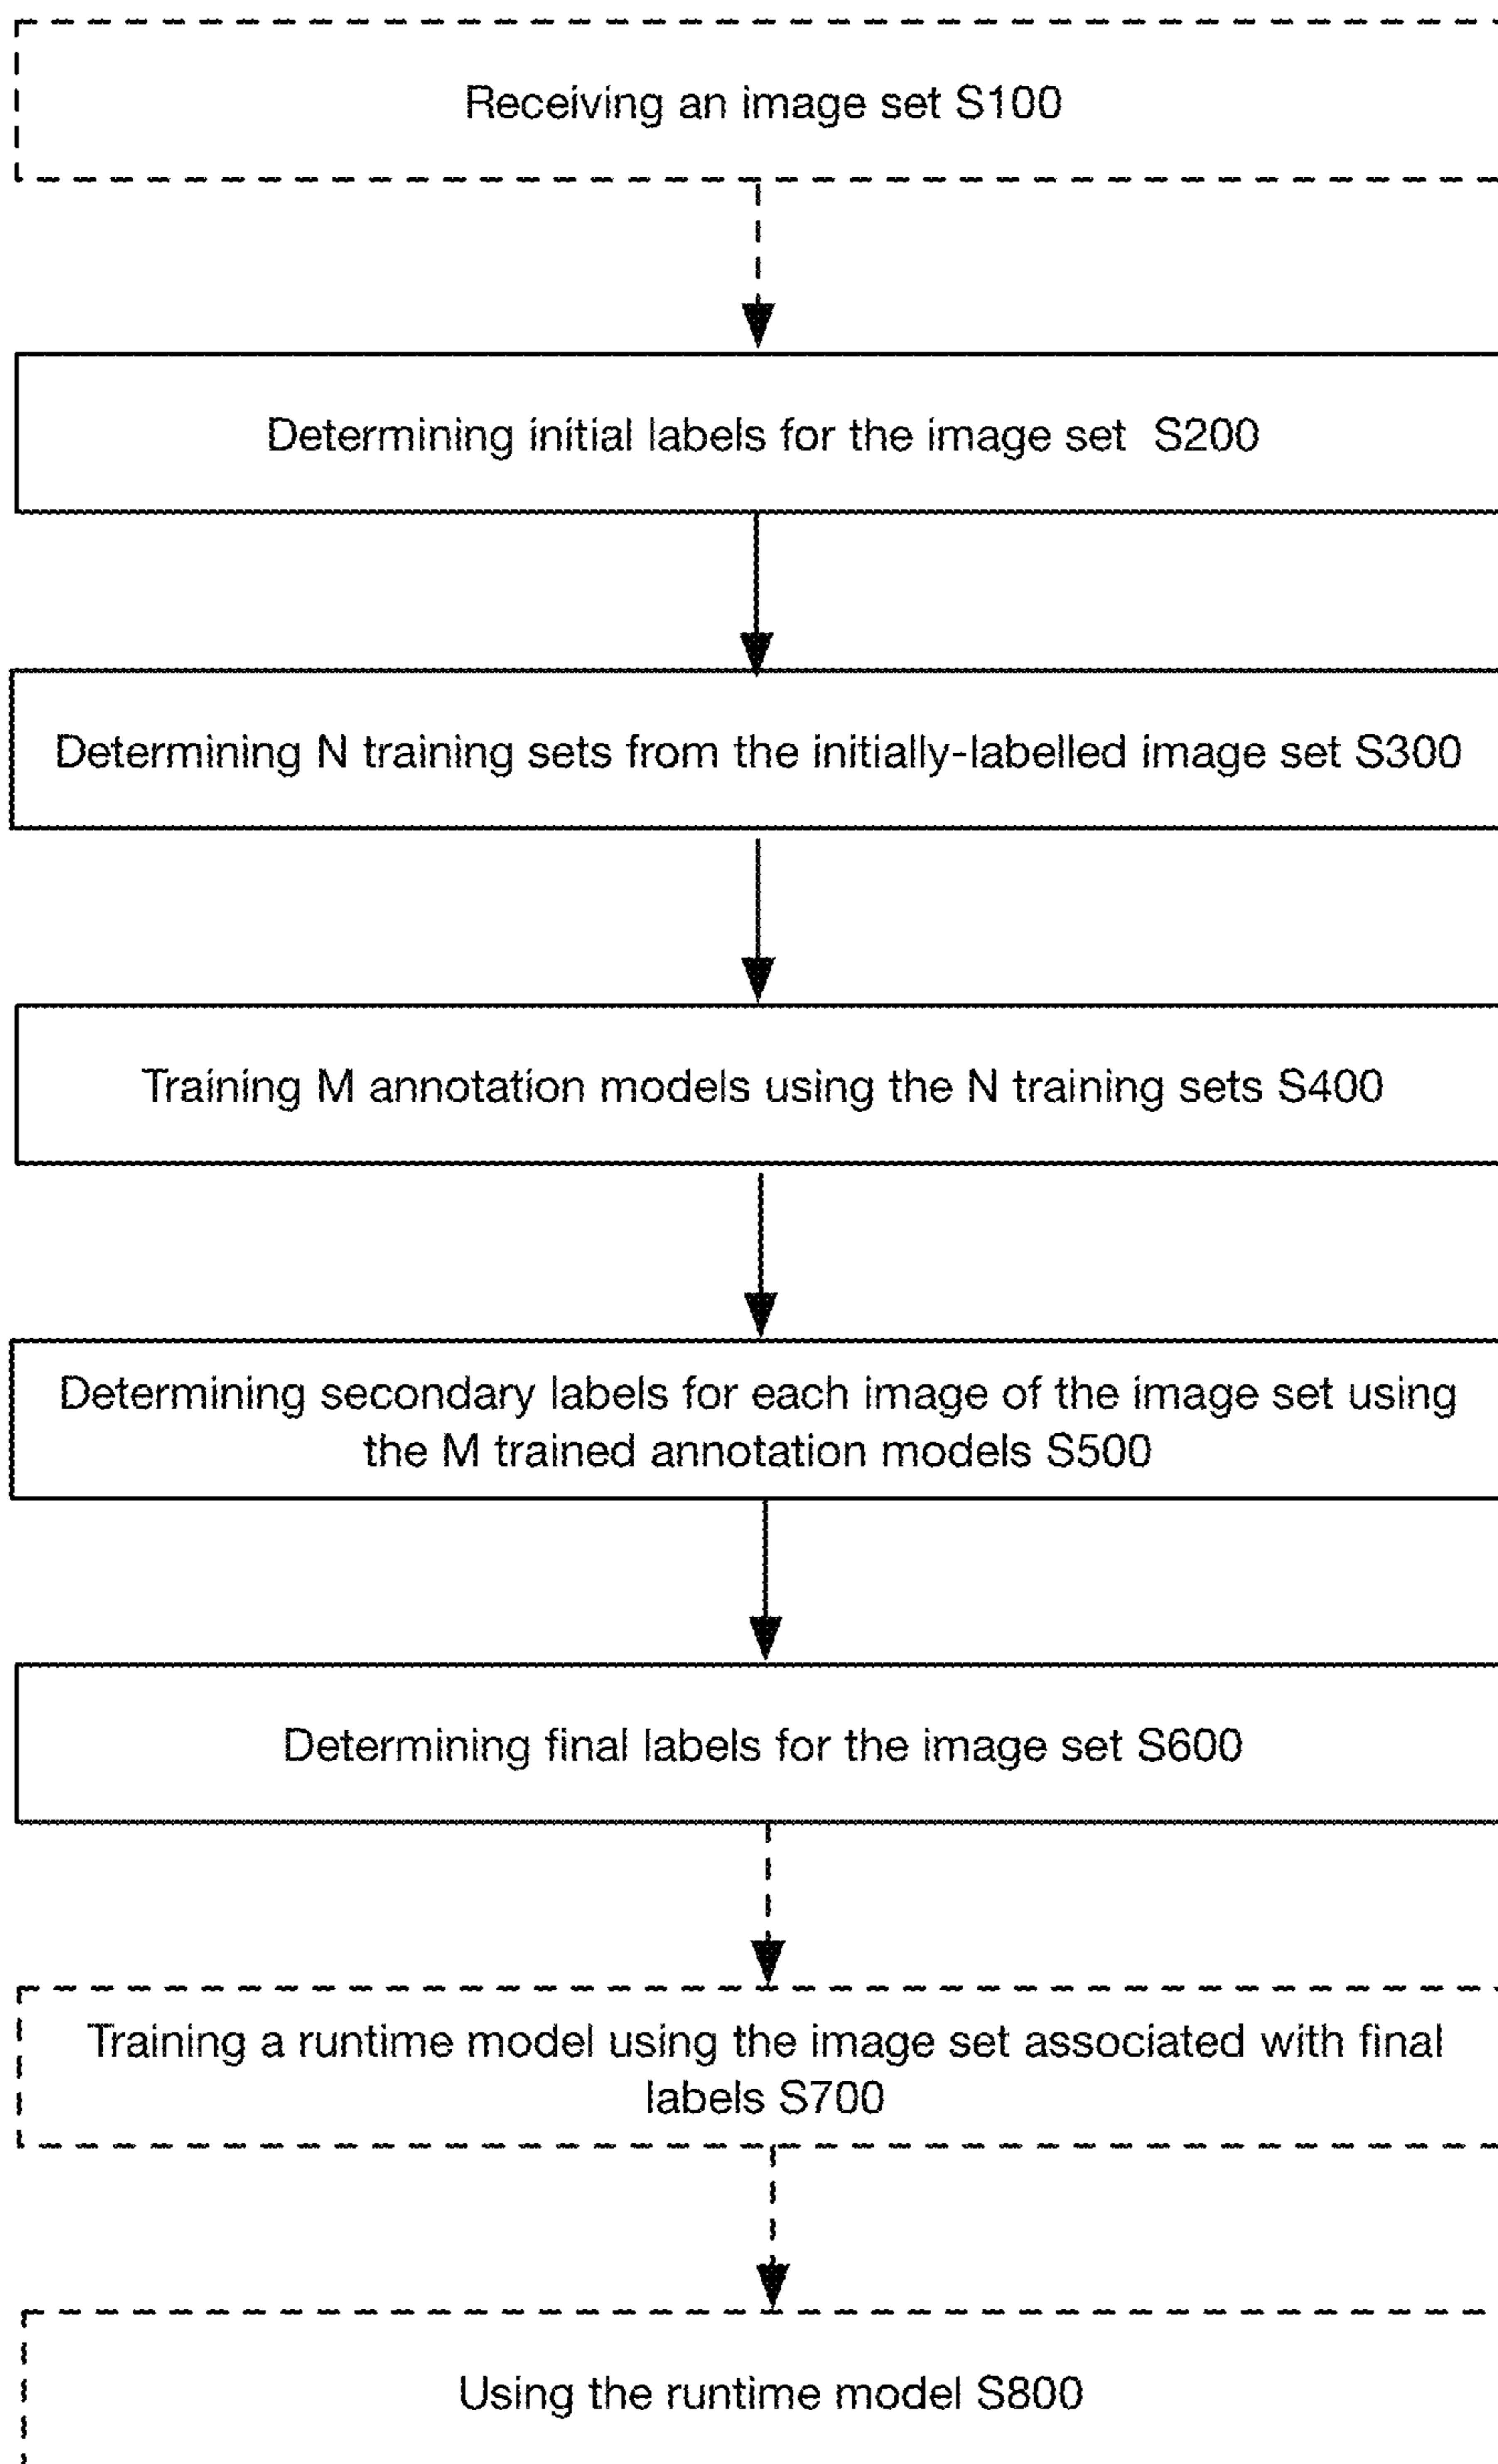 Receiving an image set S100
Determining initial labels for the image set S200
Determining N training sets from the initially-labelled image set S300
Training M annotation models using the N training sets S400
Determining secondary labels for each image of the image set using
the M trained annotation models S500
Determining final labels for the image set S600
Training a runtime model using the image set associated with final
labels S700
Using the runtime model S800